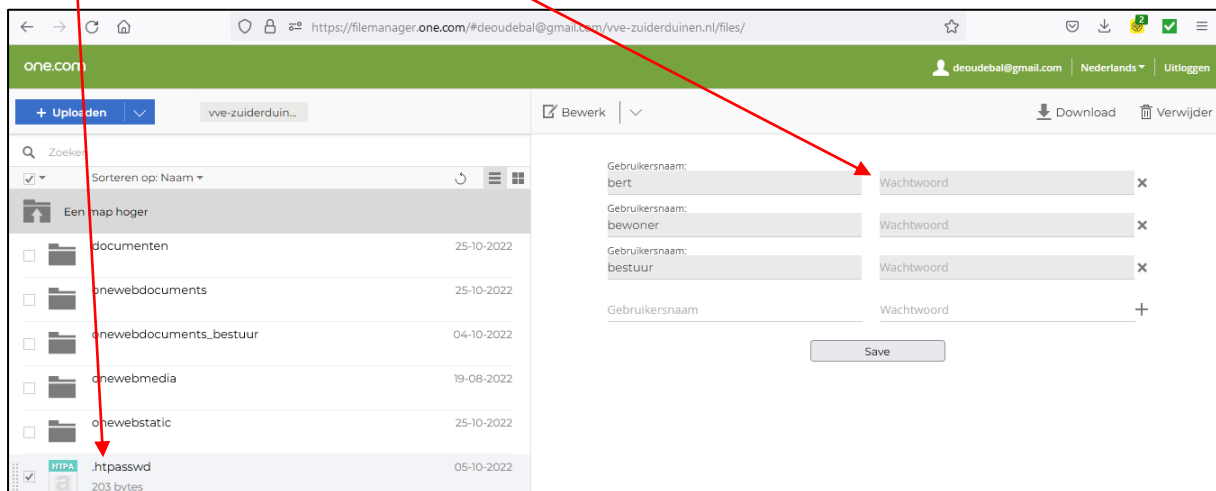 https://filemanager.one.com/#deoudebal@gmail.com/vve-zuiderduinen.nl/files/
2
one.com
deoudebal@gmail.com Nederlands Uitloggen
+ Uploaden
vve-zuiderduin...
Bewerk
Download
Verwijder
Zoeken
Sorteren op: Naam
Een map hoger
documenten 25-10-2022
onewebdocuments 25-10-2022
onewebdocuments_bestuur 04-10-2022
onewebmedia 19-08-2022
onewebstatic 25-10-2022
HTPA
a
.htpasswd 05-10-2022
203 bytes
Gebruikersnaam:
bert Wachtwoord
Gebruikersnaam:
bewoner Wachtwoord
Gebruikersnaam:
bestuur Wachtwoord
Gebruikersnaam Wachtwoord
Save